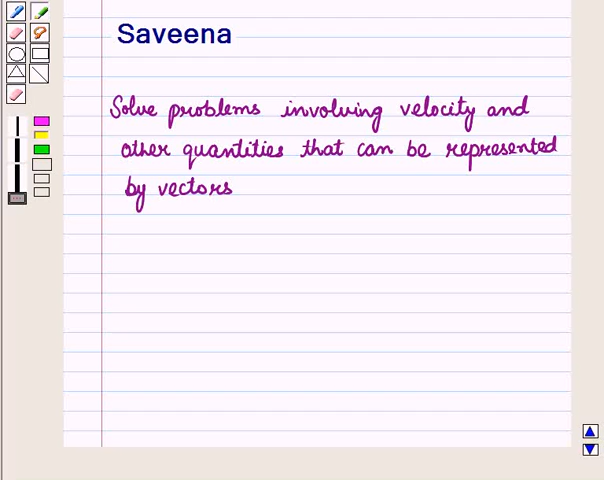 Saveena
Solve problems involving velocity and
other quantities that can be represented
by vectors